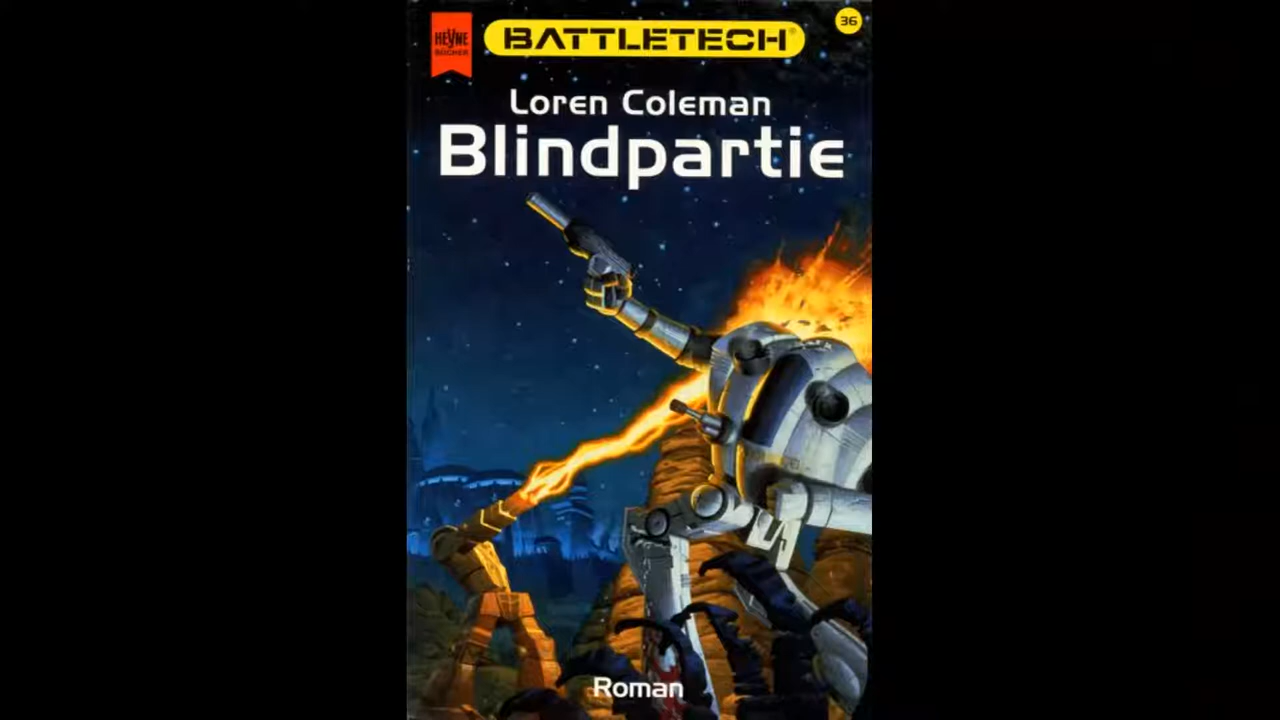 36
HEYNE
BÜCHER
BATTLETECH®
Loren Coleman
Blindpartie
Roman